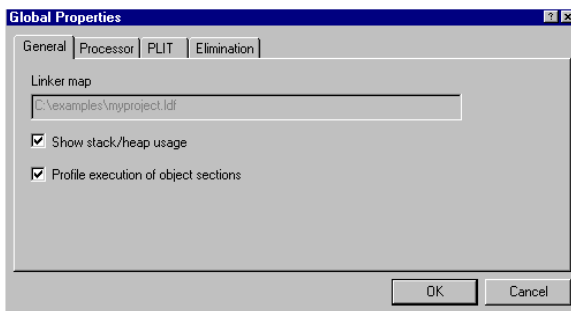 Global Properties
General Processor PLIT Elimination
Linker map
C:\examples\myproject.ldf
Show stack/heap usage
Profile execution of object sections
OK Cancel